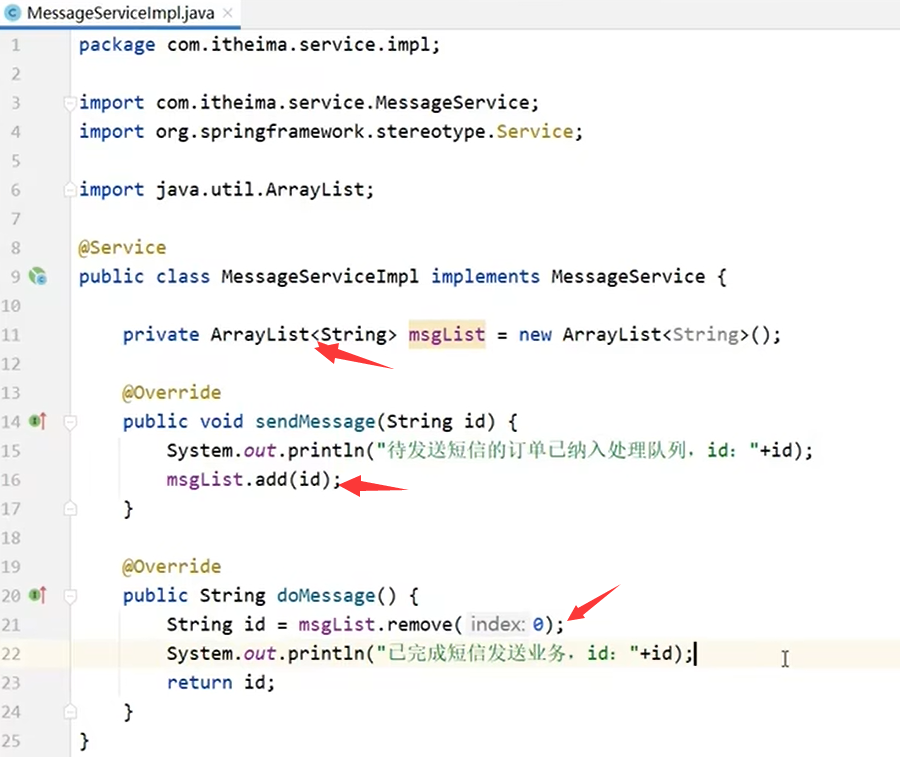 MessageServiceImpl.java
1 package com.itheima.service.impl;
2
3 import com.itheima.service.MessageService;
4 import org.springframework.stereotype.Service;
5
6 import java.util.ArrayList;
7
8 @Service
9 public class MessageServiceImpl implements MessageService {
10
11 private ArrayList<String> msgList = new ArrayList<String>();
12
13 @Override
14 public void sendMessage(String id) {
15 System.out.println("待发送短信的订单已纳入处理队列，id："+id);
16 msgList.add(id);
17 }
18
19 @Override
20 public String doMessage() {
21 String id = msgList.remove( index: 0);
22 System.out.println("已完成短信发送业务，id："+id);
23 return id;
24 }
25 }